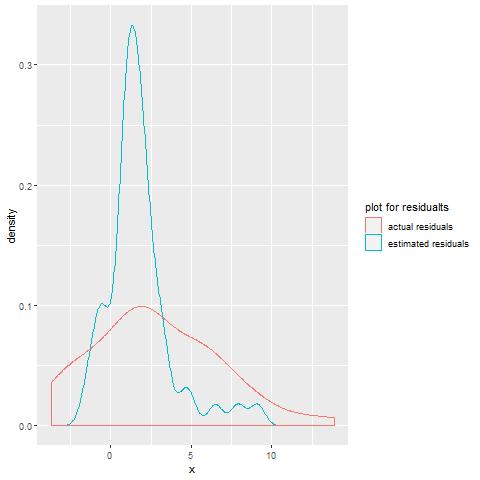 0.3
0.2
0.1
0.0
density
0
5
10
x
plot for residualts
actual residuals
estimated residuals